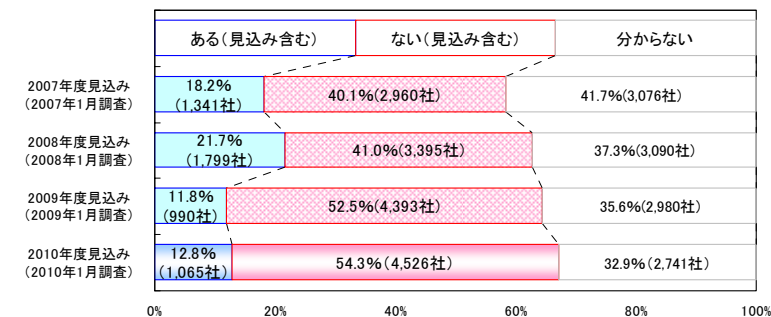 ある（見込み含む）
ない（見込み含む）
分からない
2007年度見込み
（2007年1月調査）
18.2%
（1,341社）
40.1%（2,960社）
41.7%（3,076社）
2008年度見込み
（2008年1月調査）
21.7%
（1,799社）
41.0%（3,395社）
37.3%（3,090社）
2009年度見込み
（2009年1月調査）
11.8%
（990社）
52.5%（4,393社）
35.6%（2,980社）
2010年度見込み
（2010年1月調査）
12.8%
（1,065社）
54.3%（4,526社）
32.9%（2,741社）
0%
20%
40%
60%
80%
100%